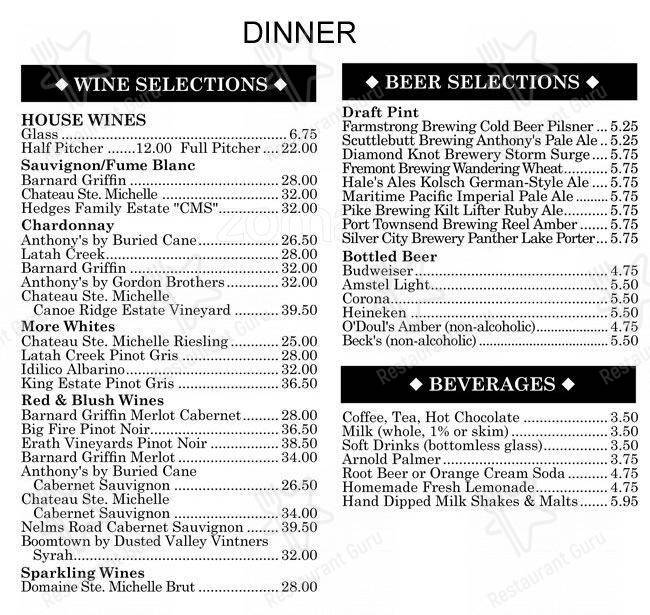 DINNER
◆ WINE SELECTIONS ◆
HOUSE WINES
Glass ........................................................ 6.75
Half Pitcher .......12.00 Full Pitcher .... 22.00
Sauvignon/Fume Blanc
Barnard Griffin ..................................... 28.00
Chateau Ste. Michelle ............................ 32.00
Hedges Family Estate "CMS"............... 32.00
Chardonnay
Anthony's by Buried Cane.................... 26.50
Latah Creek........................................... 28.00
Barnard Griffin ..................................... 32.00
Anthony's by Gordon Brothers............. 32.00
Chateau Ste. Michelle
Canoe Ridge Estate Vineyard .......... 39.50
More Whites
Chateau Ste. Michelle Riesling............ 25.00
Latah Creek Pinot Gris ........................ 28.00
Idilico Albarino...................................... 32.00
King Estate Pinot Gris ......................... 36.50
Red & Blush Wines
Barnard Griffin Merlot Cabernet......... 28.00
Big Fire Pinot Noir................................ 36.50
Erath Vineyards Pinot Noir ................. 38.50
Barnard Griffin Merlot ......................... 34.00
Anthony's by Buried Cane
Cabernet Sauvignon ......................... 26.50
Chateau Ste. Michelle
Cabernet Sauvignon ......................... 34.00
Nelms Road Cabernet Sauvignon ........ 39.50
Boomtown by Dusted Valley Vintners
Syrah................................................... 32.00
Sparkling Wines
Domaine Ste. Michelle Brut .................... 28.00
◆ BEER SELECTIONS ◆
Draft Pint
Farmstrong Brewing Cold Beer Pilsner ... 5.25
Scuttlebutt Brewing Anthony's Pale Ale.. 5.25
Diamond Knot Brewery Storm Surge .... 5.75
Fremont Brewing Wandering Wheat........... 5.75
Hale's Ales Kolsch German-Style Ale .... 5.75
Maritime Pacific Imperial Pale Ale ........ 5.75
Pike Brewing Kilt Lifter Ruby Ale........... 5.75
Port Townsend Brewing Reel Amber ....... 5.75
Silver City Brewery Panther Lake Porter... 5.75
Bottled Beer
Budweiser................................................ 4.75
Amstel Light............................................ 5.50
Corona...................................................... 5.50
Heineken .................................................. 5.50
O'Doul's Amber (non-alcoholic).................. 4.75
Beck's (non-alcoholic) ................................ 5.50
◆ BEVERAGES ◆
Coffee, Tea, Hot Chocolate .................... 3.50
Milk (whole, 1% or skim) ....................... 3.50
Soft Drinks (bottomless glass)................ 3.50
Arnold Palmer ........................................ 3.75
Root Beer or Orange Cream Soda ......... 4.75
Homemade Fresh Lemonade................. 4.75
Hand Dipped Milk Shakes & Malts....... 5.95